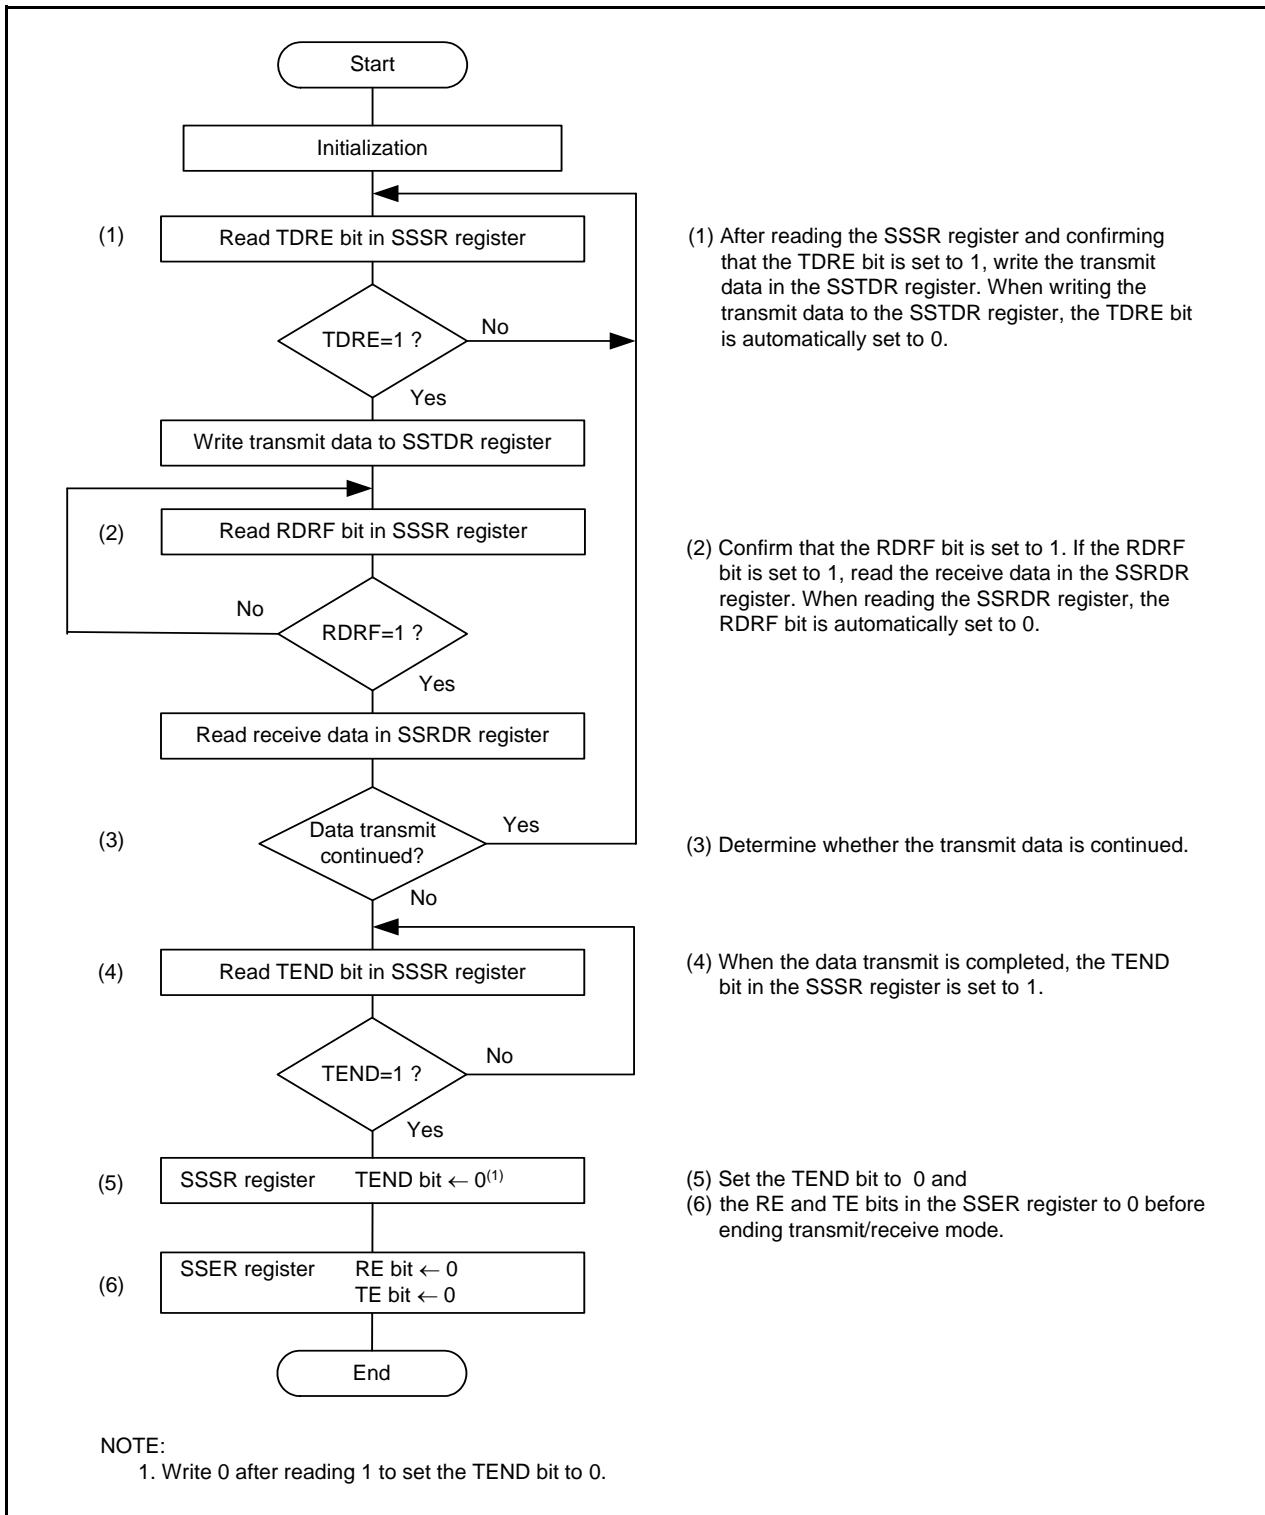 Start
Initialization
(1)
Read TDRE bit in SSSR register
(1) After reading the SSSR register and confirming
that the TDRE bit is set to 1, write the transmit
data in the SSTDR register. When writing the
transmit data to the SSTDR register, the TDRE bit
is automatically set to 0.
TDRE=1 ?
No
Yes
Write transmit data to SSTDR register
(2)
Read RDRF bit in SSSR register
(2) Confirm that the RDRF bit is set to 1. If the RDRF
bit is set to 1, read the receive data in the SSRDR
register. When reading the SSRDR register, the
RDRF bit is automatically set to 0.
No
RDRF=1 ?
Yes
Read receive data in SSRDR register
(3)
Data transmit
continued?
Yes
(3) Determine whether the transmit data is continued.
No
(4)
Read TEND bit in SSSR register
(4) When the data transmit is completed, the TEND
bit in the SSSR register is set to 1.
TEND=1 ?
No
Yes
(5)
SSSR register TEND bit ← 0(1)
(5) Set the TEND bit to 0 and
(6) the RE and TE bits in the SSER register to 0 before
ending transmit/receive mode.
(6)
SSER register RE bit ← 0
TE bit ← 0
End
NOTE:
1. Write 0 after reading 1 to set the TEND bit to 0.